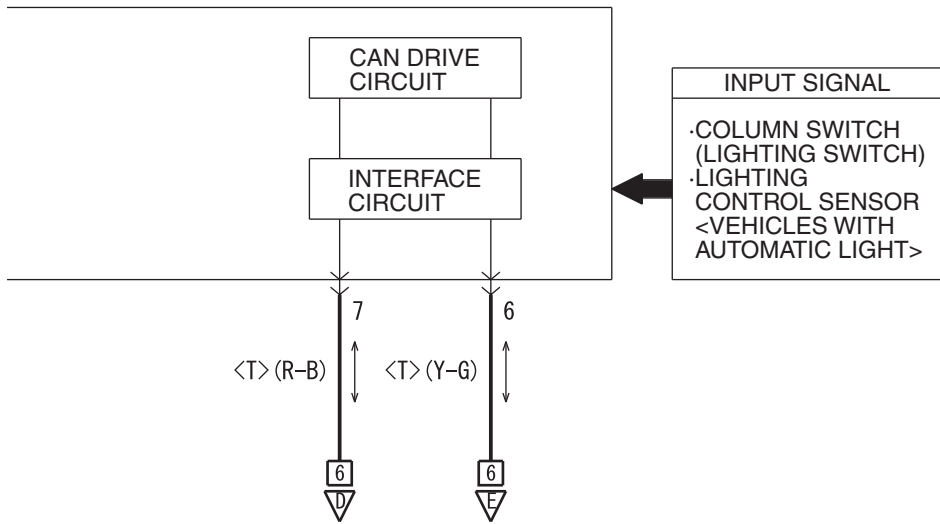 CAN DRIVE
CIRCUIT
INTERFACE
CIRCUIT
INPUT SIGNAL
·COLUMN SWITCH
(LIGHTING SWITCH)
·LIGHTING
CONTROL SENSOR
<VEHICLES WITH
AUTOMATIC LIGHT>
7
6
<T>(R-B)
<T>(Y-G)
6
6
D
E